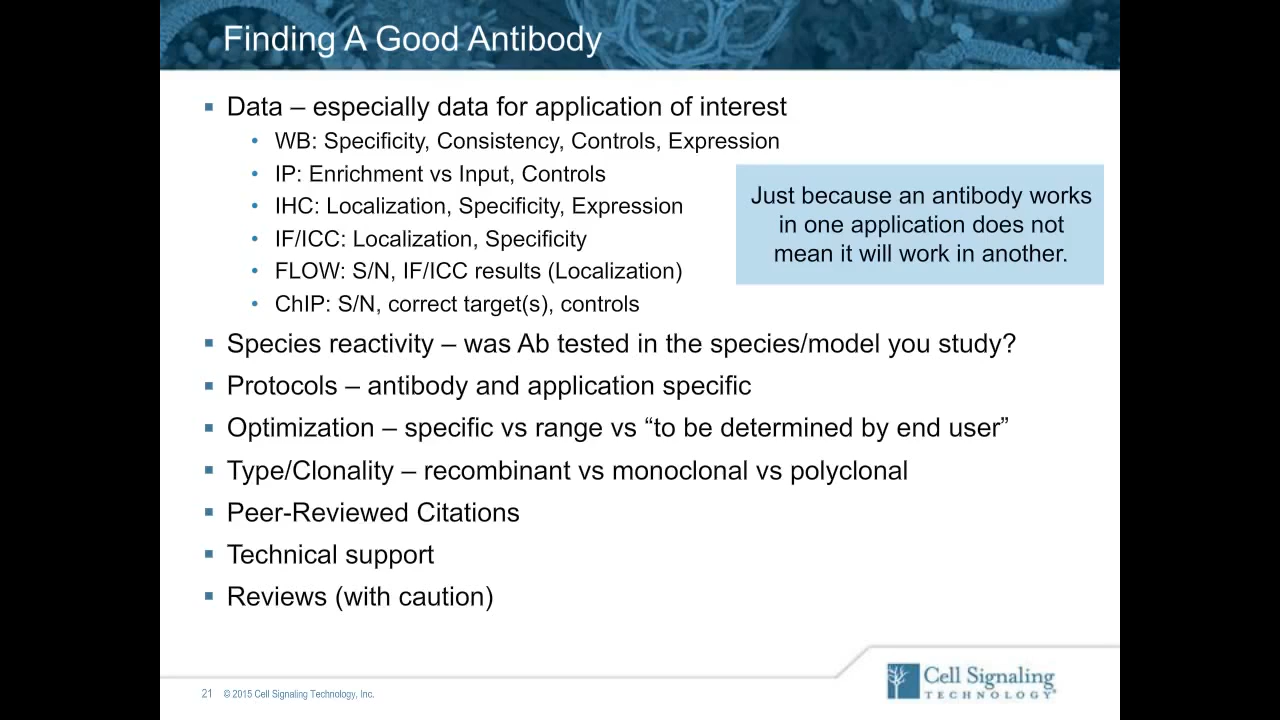 Finding A Good Antibody
▪ Data – especially data for application of interest
• WB: Specificity, Consistency, Controls, Expression
• IP: Enrichment vs Input, Controls
• IHC: Localization, Specificity, Expression
• IF/ICC: Localization, Specificity
• FLOW: S/N, IF/ICC results (Localization)
• ChIP: S/N, correct target(s), controls
Just because an antibody works
in one application does not
mean it will work in another.
▪ Species reactivity – was Ab tested in the species/model you study?
▪ Protocols – antibody and application specific
▪ Optimization – specific vs range vs “to be determined by end user”
▪ Type/Clonality – recombinant vs monoclonal vs polyclonal
▪ Peer-Reviewed Citations
▪ Technical support
▪ Reviews (with caution)
21 © 2015 Cell Signaling Technology, Inc.
Cell Signaling
TECHNOLOGY®